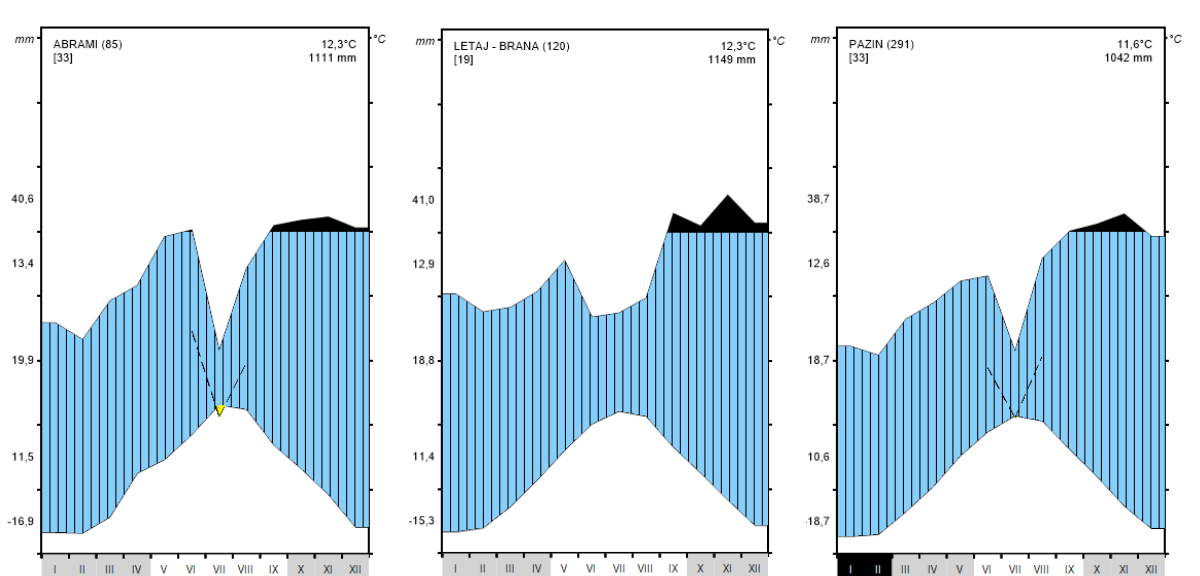 mm
°C
ABRAMI (85)
12,3°C
[33]
1111 mm
40,6
13,4
19,9
11,5
-16,9
I II III IV V VI VII VIII IX X XI XII
mm
°C
LETAJ - BRANA (120)
12,3°C
[19]
1149 mm
41,0
12,9
18,8
11,4
-15,3
I II III IV V VI VII VIII IX X XI XII
mm
°C
PAZIN (291)
11,6°C
[33]
1042 mm
38,7
12,6
18,7
10,6
18,7
I II III IV V VI VII VIII IX X XI XII